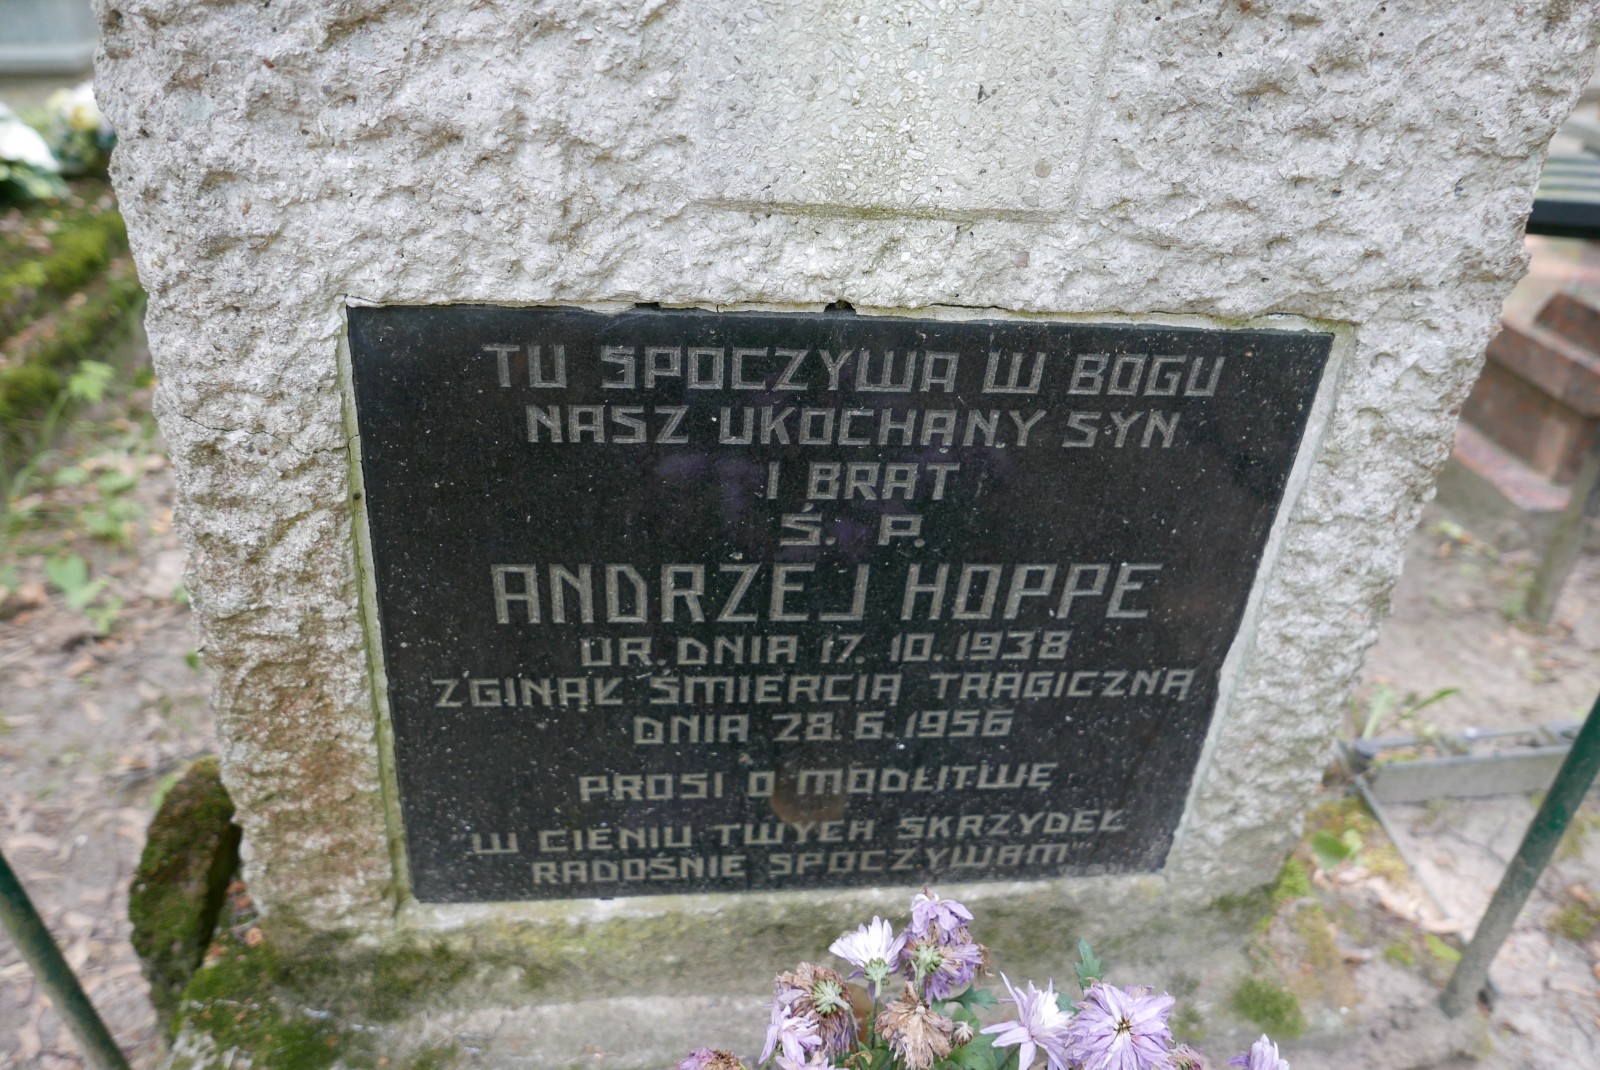 TU SPOCZYWA W BOGU
NASZ UKOCHANY SYN
I BRAT
Ś. P.
ANDRZEJ HOPPE
UR. DNIA 17. 10. 1938
ZGINĄŁ ŚMIERCIĄ TRAGICZNĄ
DNIA 28. 6. 1956
PROSI O MODŁITWĘ
"W CIENIU TWYCH SKRZYDEŁ
RADOŚNIE SPOCZYWAM"